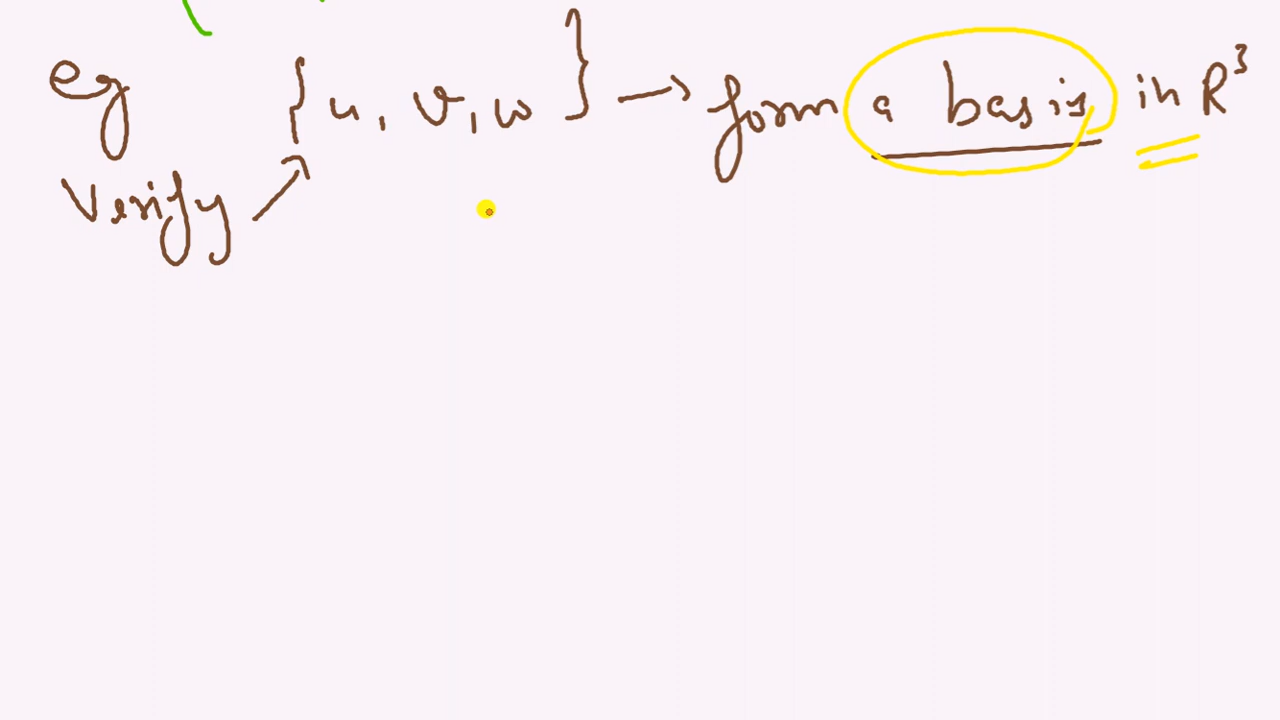 eg {u, v, w} → form a basis in R³
Verify